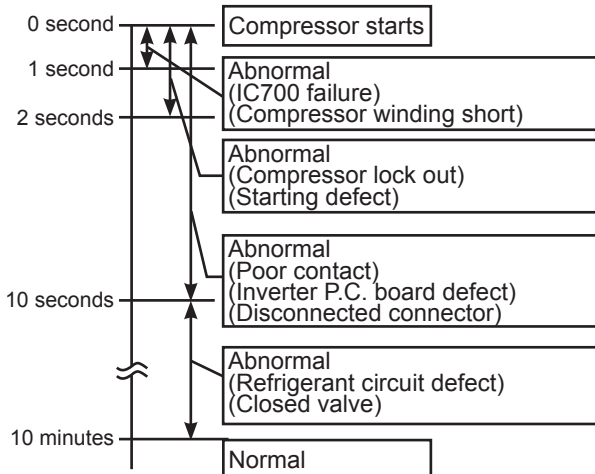 0 second
Compressor starts
1 second
Abnormal
(IC700 failure)
(Compressor winding short)
2 seconds
Abnormal
(Compressor lock out)
(Starting defect)
Abnormal
(Poor contact)
(Inverter P.C. board defect)
(Disconnected connector)
10 seconds
Abnormal
(Refrigerant circuit defect)
(Closed valve)
10 minutes
Normal